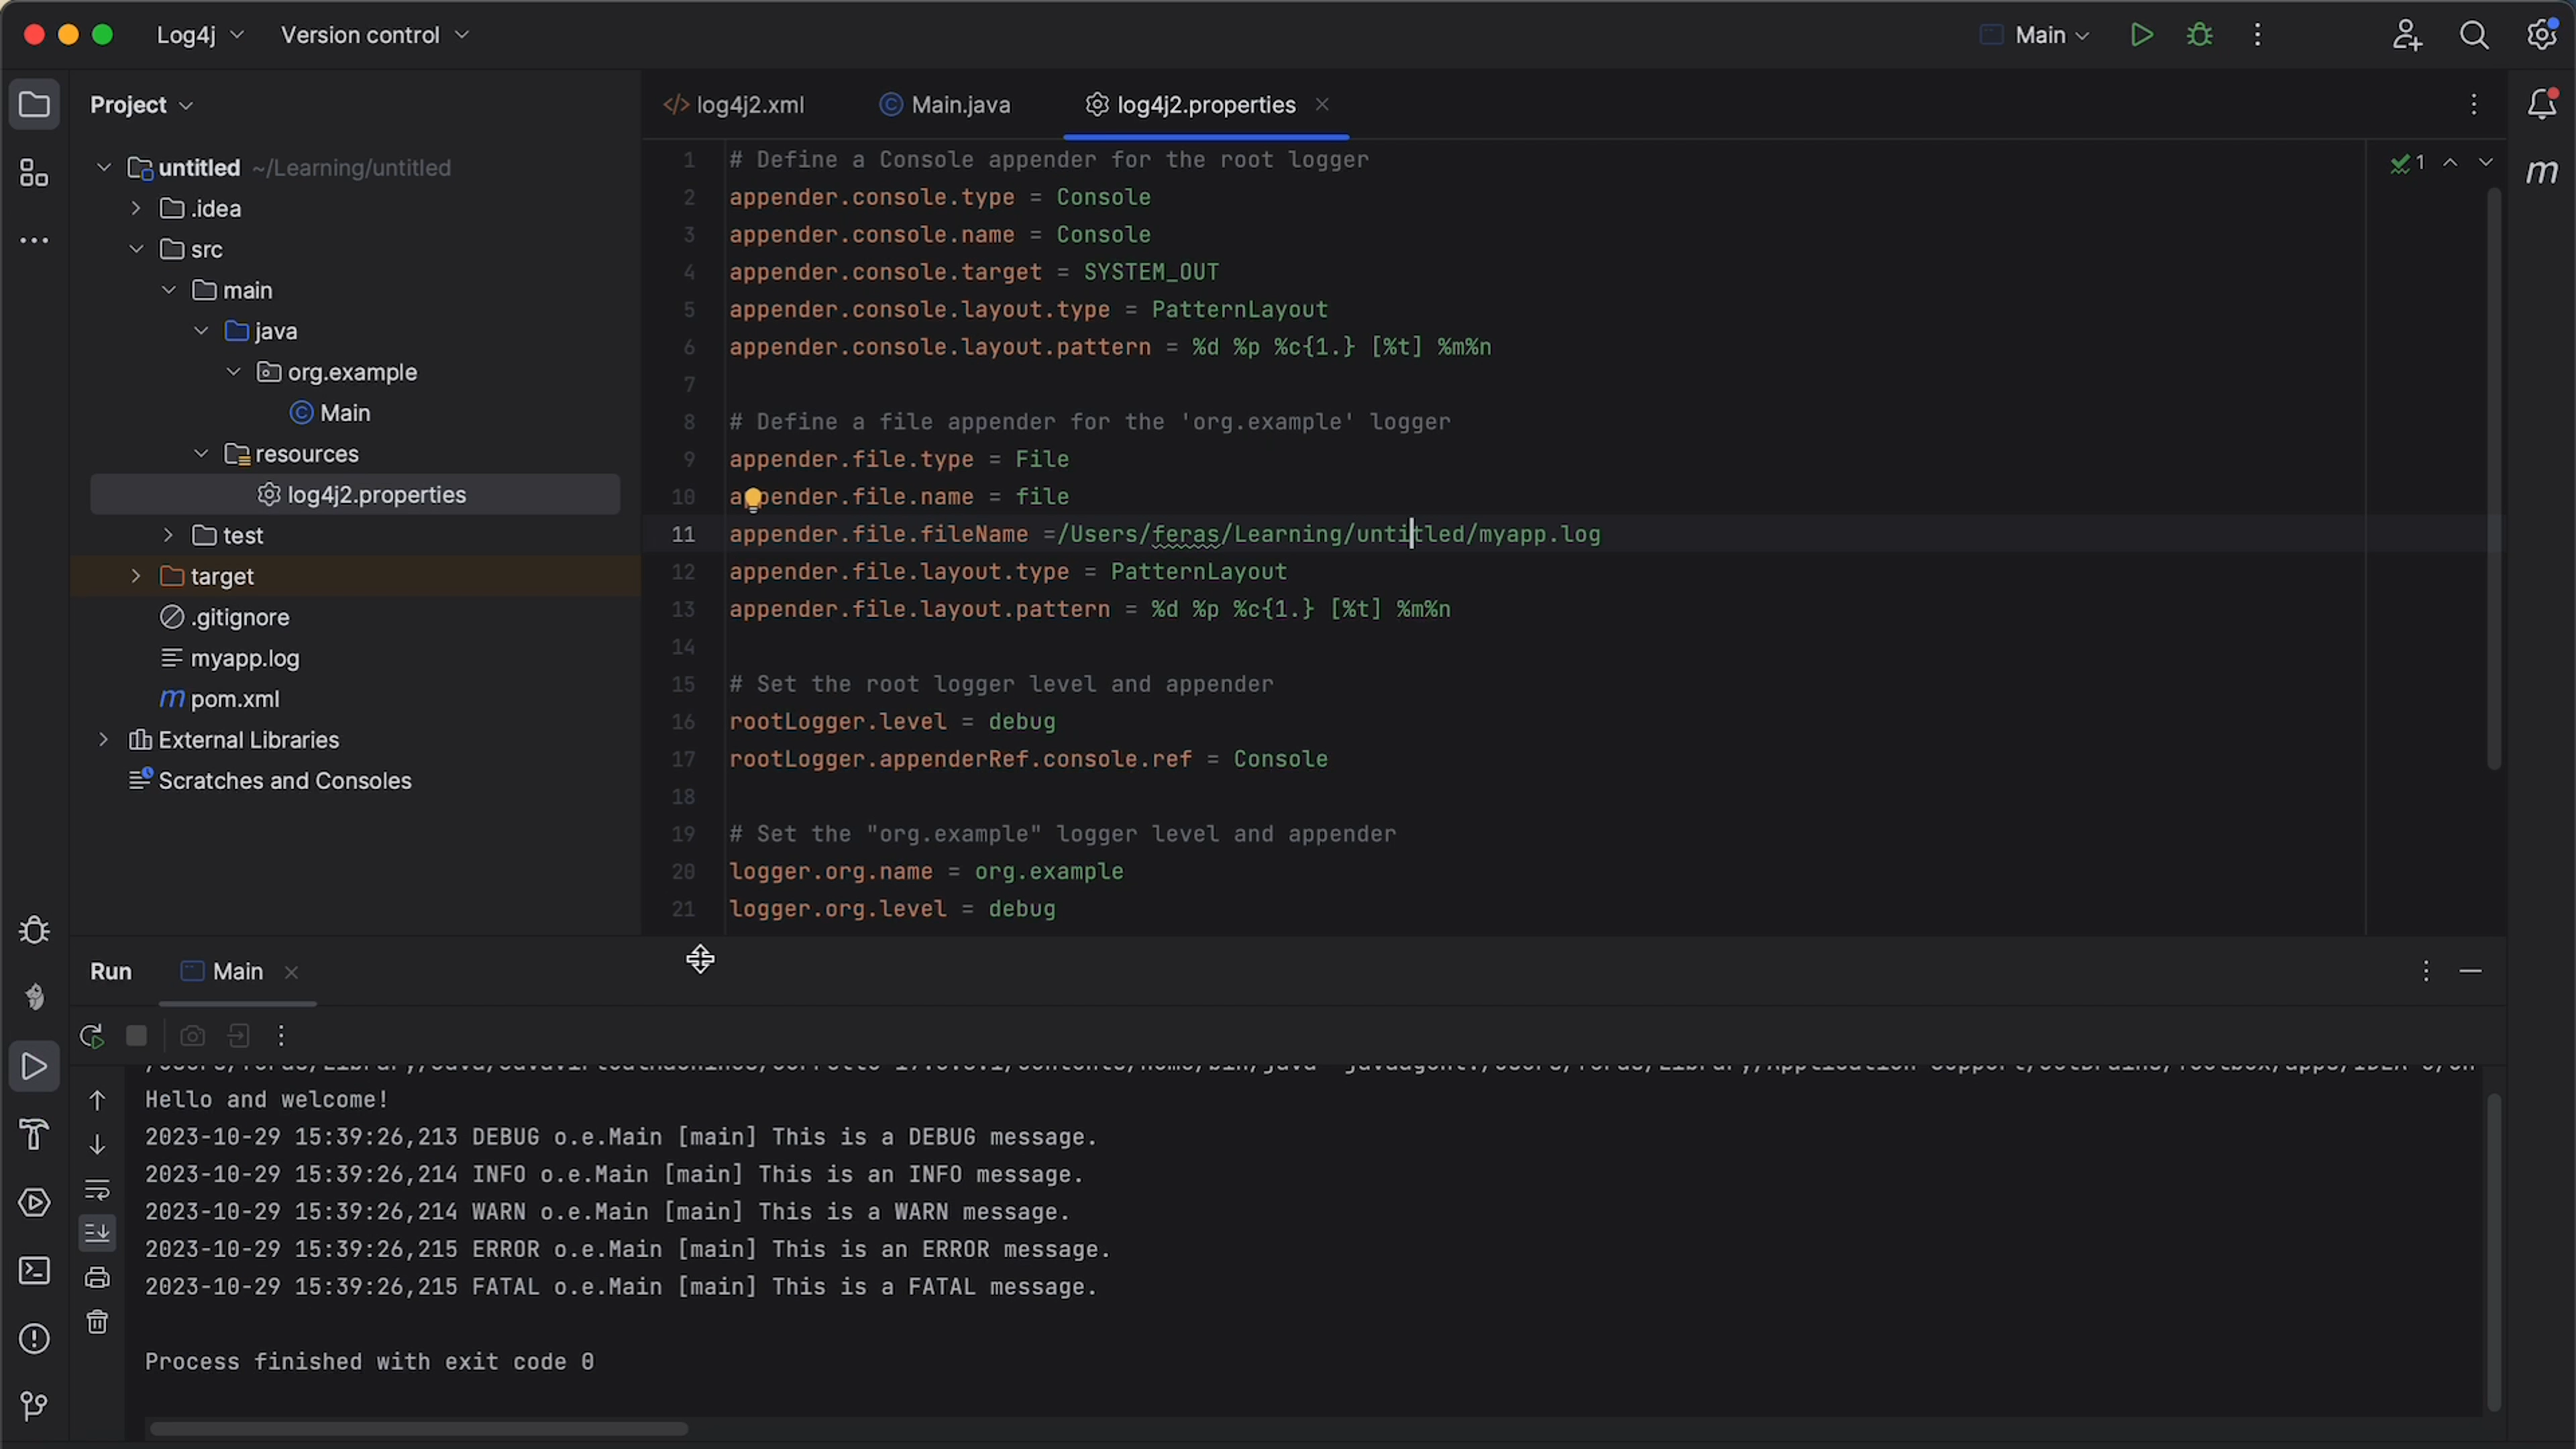 Log4j
Version control
Main
Project
log4j2.xml
Main.java
log4j2.properties
untitled ~/Learning/untitled
.idea
src
main
java
org.example
Main
resources
log4j2.properties
test
target
.gitignore
myapp.log
m pom.xml
External Libraries
Scratches and Consoles
1 # Define a Console appender for the root logger
2 appender.console.type = Console
3 appender.console.name = Console
4 appender.console.target = SYSTEM_OUT
5 appender.console.layout.type = PatternLayout
6 appender.console.layout.pattern = %d %p %c{1.} [%t] %m%n
7
8 # Define a file appender for the 'org.example' logger
9 appender.file.type = File
10 appender.file.name = file
11 appender.file.fileName =/Users/feras/Learning/untitled/myapp.log
12 appender.file.layout.type = PatternLayout
13 appender.file.layout.pattern = %d %p %c{1.} [%t] %m%n
14
15 # Set the root logger level and appender
16 rootLogger.level = debug
17 rootLogger.appenderRef.console.ref = Console
18
19 # Set the "org.example" logger level and appender
20 logger.org.name = org.example
21 logger.org.level = debug
1
m
Run
Main
Hello and welcome!
2023-10-29 15:39:26,213 DEBUG o.e.Main [main] This is a DEBUG message.
2023-10-29 15:39:26,214 INFO o.e.Main [main] This is an INFO message.
2023-10-29 15:39:26,214 WARN o.e.Main [main] This is a WARN message.
2023-10-29 15:39:26,215 ERROR o.e.Main [main] This is an ERROR message.
2023-10-29 15:39:26,215 FATAL o.e.Main [main] This is a FATAL message.
Process finished with exit code 0